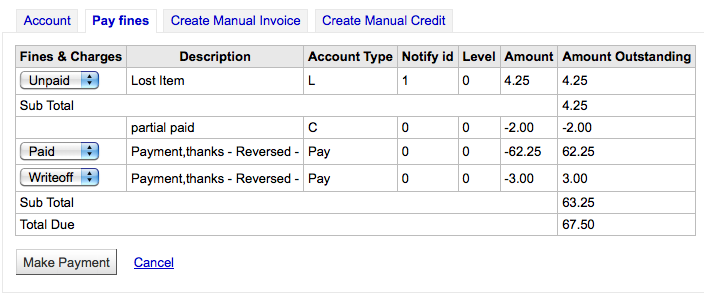 Account Pay fines Create Manual Invoice Create Manual Credit
Fines & Charges Description Account Type Notify id Level Amount Amount Outstanding
Unpaid Lost Item L 1 0 4.25 4.25
Sub Total 4.25
partial paid C 0 0 -2.00 -2.00
Paid Payment,thanks - Reversed - Pay 0 0 -62.25 62.25
Writeoff Payment,thanks - Reversed - Pay 0 0 -3.00 3.00
Sub Total 63.25
Total Due 67.50
Make Payment Cancel